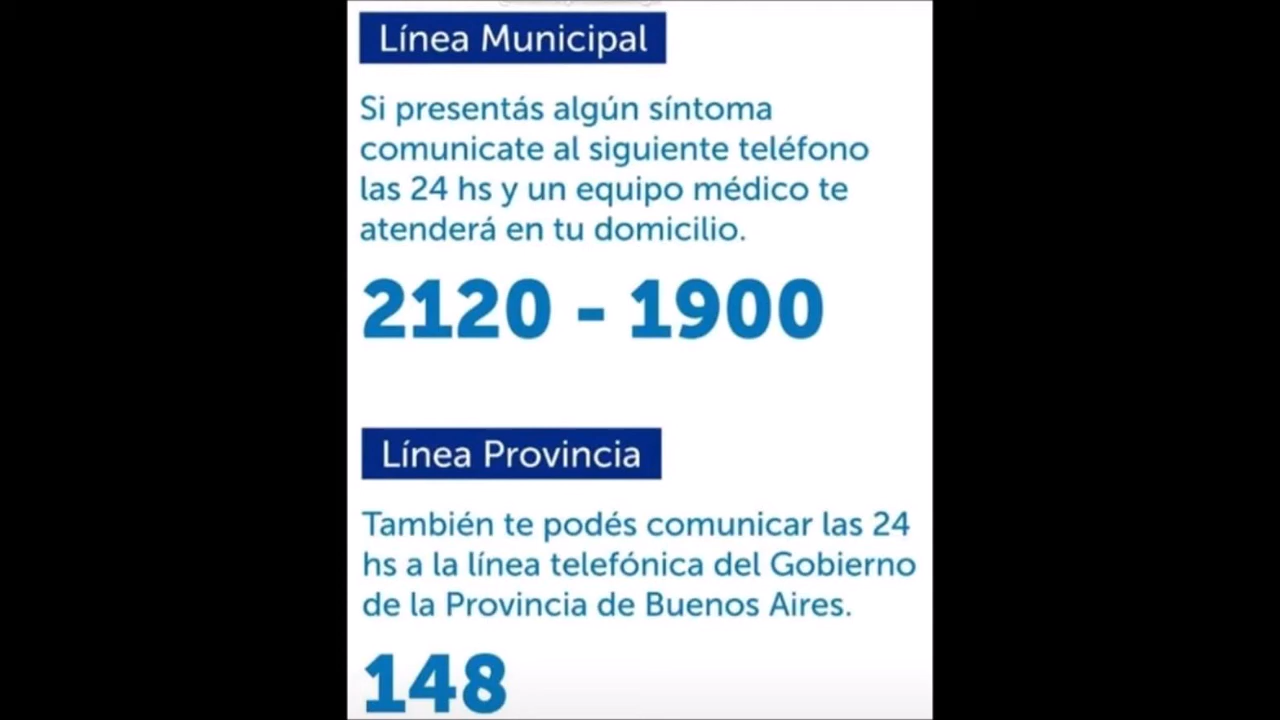 Línea Municipal
Si presentás algún síntoma
comunicate al siguiente teléfono
las 24 hs y un equipo médico te
atenderá en tu domicilio.
2120 - 1900
Línea Provincia
También te podés comunicar las 24
hs a la línea telefónica del Gobierno
de la Provincia de Buenos Aires.
148